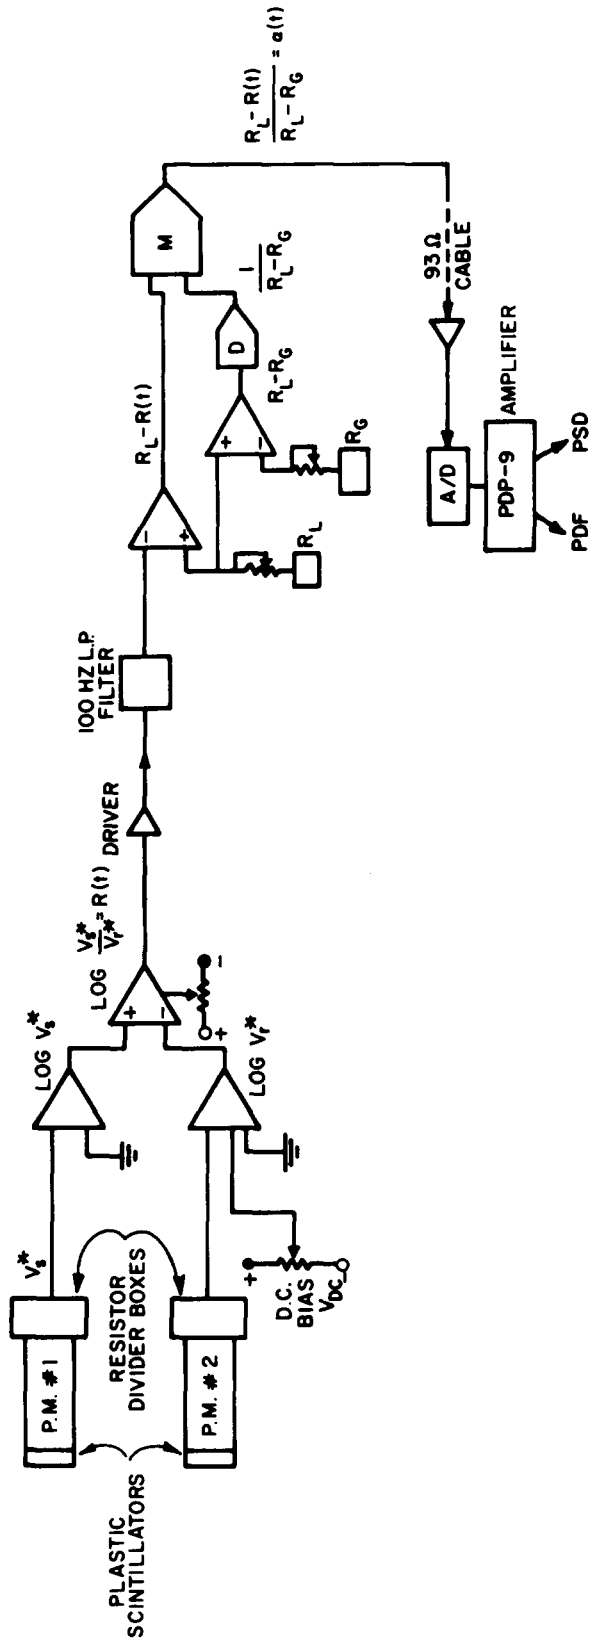 PLASTIC
SCINTILLATORS
P.M. #1
P.M. #2
RESISTOR
DIVIDER BOXES
V_s^*
+
D.C.
BIAS
V_DC
−
LOG V_s^*
LOG V_r^*
+
−
+
−
LOG V_s^*/V_r^* = R(t)
DRIVER
100 HZ L.P.
FILTER
−
+
R_L
R_L-R(t)
+
−
R_G
R_L-R_G
D
1/(R_L-R_G)
M
(R_L-R(t))/(R_L-R_G) = α(t)
93Ω
CABLE
AMPLIFIER
A/D
PDP-9
PDF
PSD